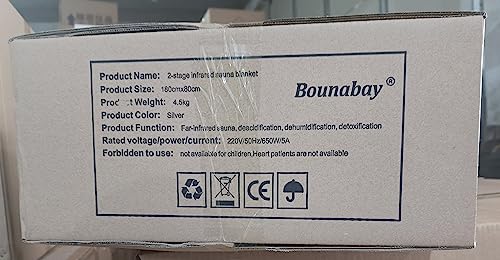 Product Name: 2-stage infrared sauna blanket
Product Size: 180cmx80cm
Bounabay®
Product Weight: 4.5kg
Product Color: Silver
Product Function: Far-infrared sauna, deacidification, dehumidification, detoxification
Rated voltage/power/current: 220V/50Hz/650W/5A
Forbidden to use: not available for children,Heart patients are not available
CE